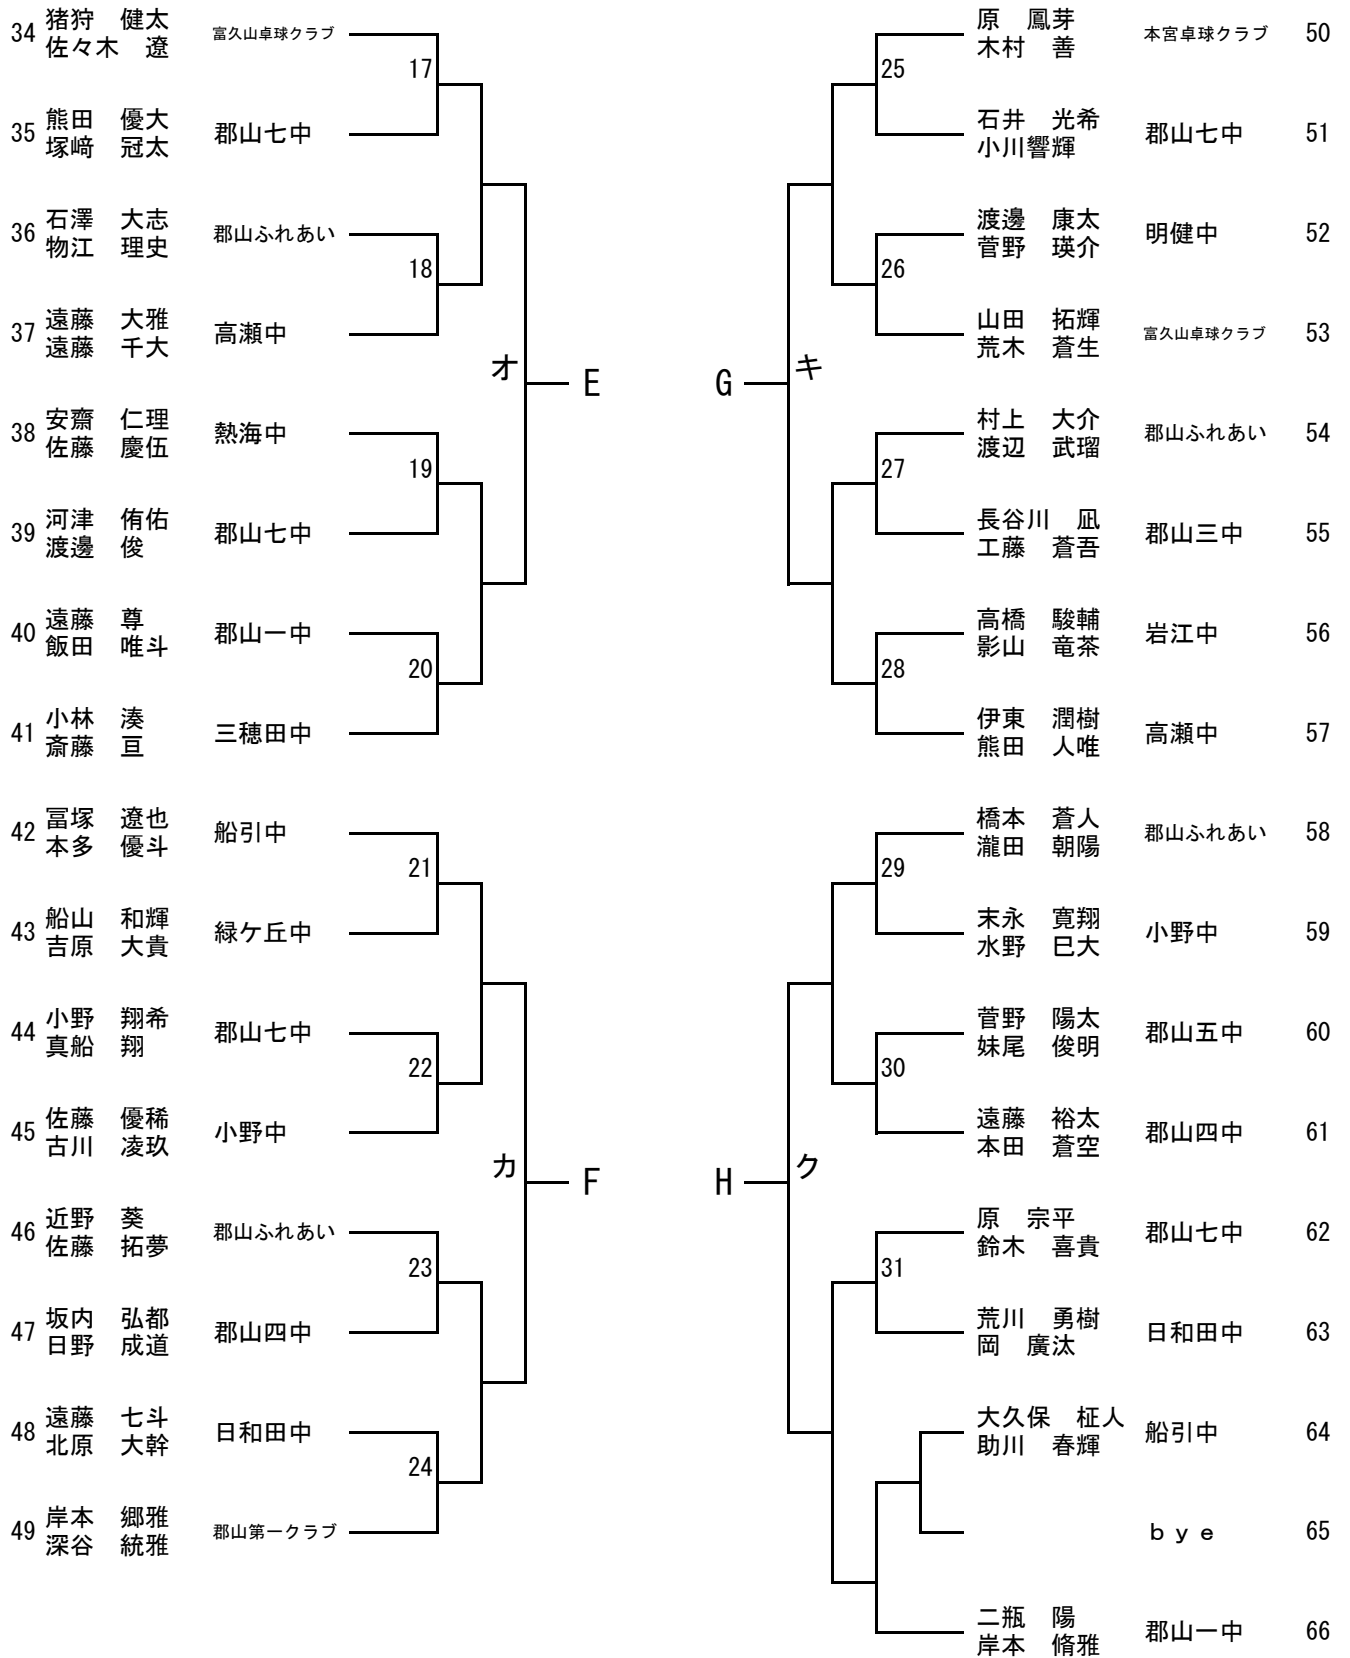 34 猪狩　健太 富久山卓球クラブ
佐々木　遼
17
35 熊田　優大 郡山七中
塚﨑　冠太
36 石澤　大志 郡山ふれあい
物江　理史
18
37 遠藤　大雅 高瀬中
遠藤　千大
オ E
38 安齋　仁理 熱海中
佐藤　慶伍
19
39 河津　侑佑 郡山七中
渡邊　俊
40 遠藤　尊 郡山一中
飯田　唯斗
20
41 小林　湊 三穂田中
斎藤　亘
42 冨塚　遼也 船引中
本多　優斗
21
43 船山　和輝 緑ケ丘中
吉原　大貴
44 小野　翔希 郡山七中
真船　翔
22
45 佐藤　優稀 小野中
古川　凌玖
カ F
46 近野　葵 郡山ふれあい
佐藤　拓夢
23
47 坂内　弘都 郡山四中
日野　成道
48 遠藤　七斗 日和田中
北原　大幹
24
49 岸本　郷雅 郡山第一クラブ
深谷　統雅
原　鳳芽 本宮卓球クラブ 50
木村　善
25
石井　光希 郡山七中 51
小川響輝
渡邊　康太 明健中 52
菅野　瑛介
26
山田　拓輝 富久山卓球クラブ 53
荒木　蒼生
G キ
村上　大介 郡山ふれあい 54
渡辺　武瑠
27
長谷川　凪 郡山三中 55
工藤　蒼吾
高橋　駿輔 岩江中 56
影山　竜茶
28
伊東　潤樹 高瀬中 57
熊田　人唯
橋本　蒼人 郡山ふれあい 58
瀧田　朝陽
29
末永　寛翔 小野中 59
水野　巳大
菅野　陽太 郡山五中 60
妹尾　俊明
30
遠藤　裕太 郡山四中 61
本田　蒼空
H ク
原　宗平 郡山七中 62
鈴木　喜貴
31
荒川　勇樹 日和田中 63
岡　廣汰
大久保　柾人 船引中 64
助川　春輝
ｂｙｅ 65
二瓶　陽 郡山一中 66
岸本　脩雅